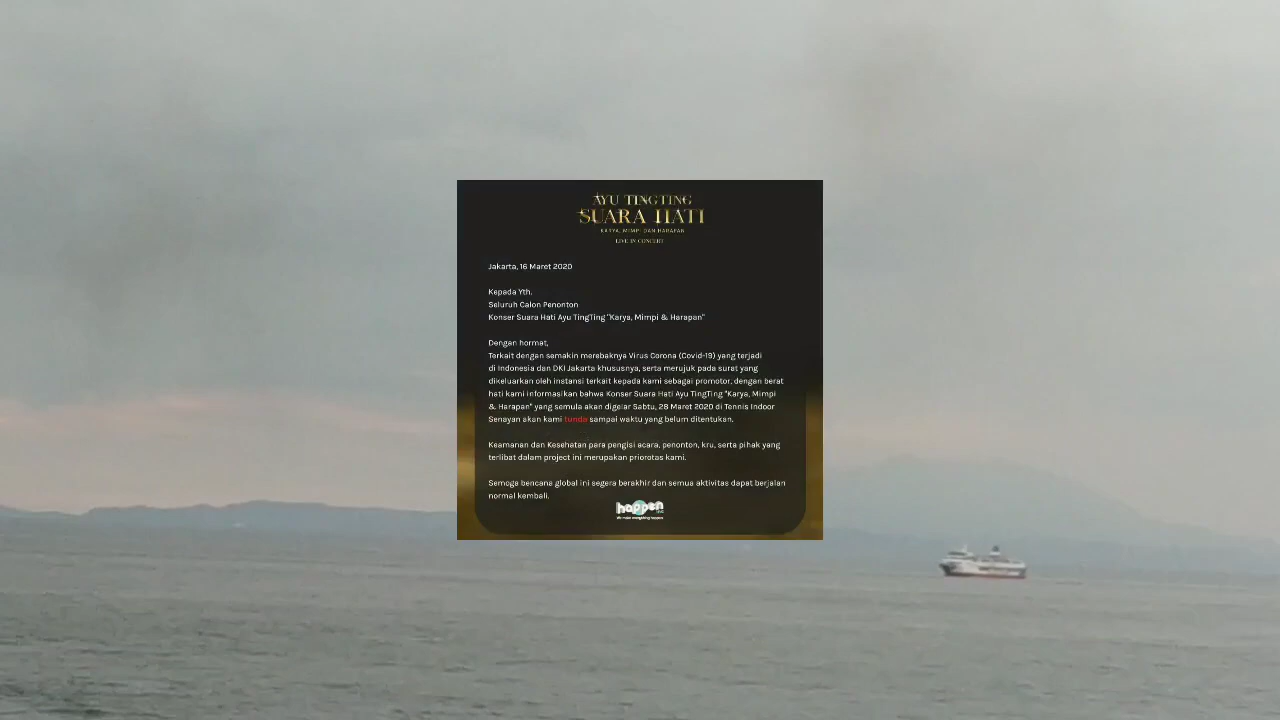 AYU TINGTING
SUARA HATI
KARYA, MIMPI DAN HARAPAN
LIVE IN CONCERT
Jakarta, 16 Maret 2020
Kepada Yth.
Seluruh Calon Penonton
Konser Suara Hati Ayu TingTing "Karya, Mimpi & Harapan"
Dengan hormat,
Terkait dengan semakin merebaknya Virus Corona (Covid-19) yang terjadi
di Indonesia dan DKI Jakarta khususnya, serta merujuk pada surat yang
dikeluarkan oleh instansi terkait kepada kami sebagai promotor, dengan berat
hati kami informasikan bahwa Konser Suara Hati Ayu TingTing "Karya, Mimpi
& Harapan" yang semula akan digelar Sabtu, 28 Maret 2020 di Tennis Indoor
Senayan akan kami tunda sampai waktu yang belum ditentukan.
Keamanan dan Kesehatan para pengisi acara, penonton, kru, serta pihak yang
terlibat dalam project ini merupakan priorotas kami.
Semoga bencana global ini segera berakhir dan semua aktivitas dapat berjalan
normal kembali.
happen